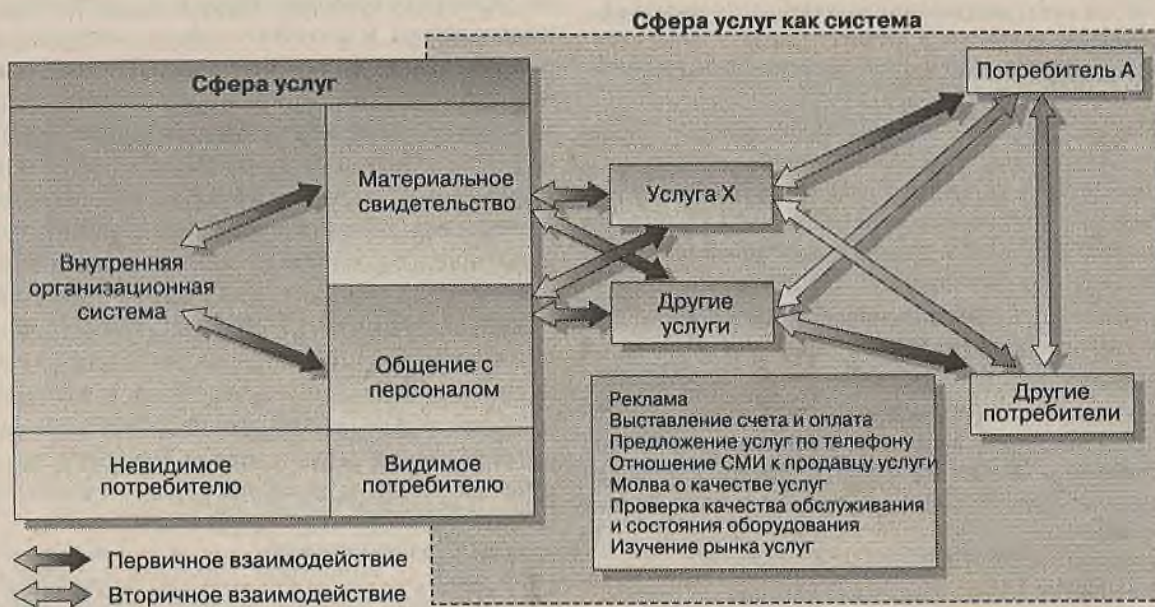 Сфера услуг как система
Сфера услуг
Внутренняя
организационная
система
Материальное
свидетельство
Общение с
персоналом
Невидимое
потребителю
Видимое
потребителю
Услуга X
Другие
услуги
Потребитель А
Другие
потребители
Реклама
Выставление счета и оплата
Предложение услуг по телефону
Отношение СМИ к продавцу услуги
Молва о качестве услуг
Проверка качества обслуживания
и состояния оборудования
Изучение рынка услуг
Первичное взаимодействие
Вторичное взаимодействие